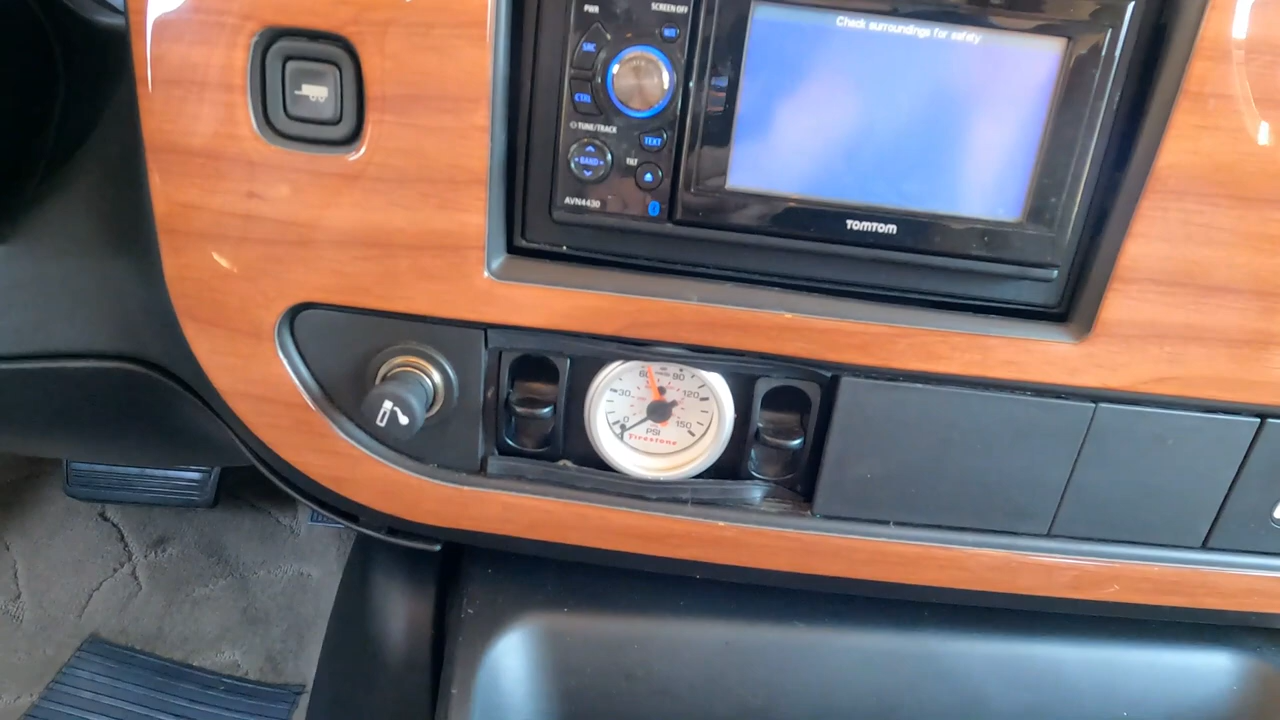 PWR
SCREEN OFF
Check surroundings for safety
SRC
CTRL
TUNE/TRACK
TEXT
BAND
TILT
AVN4430
TOMTOM
60
90
30
120
0
150
PSI
Firestone